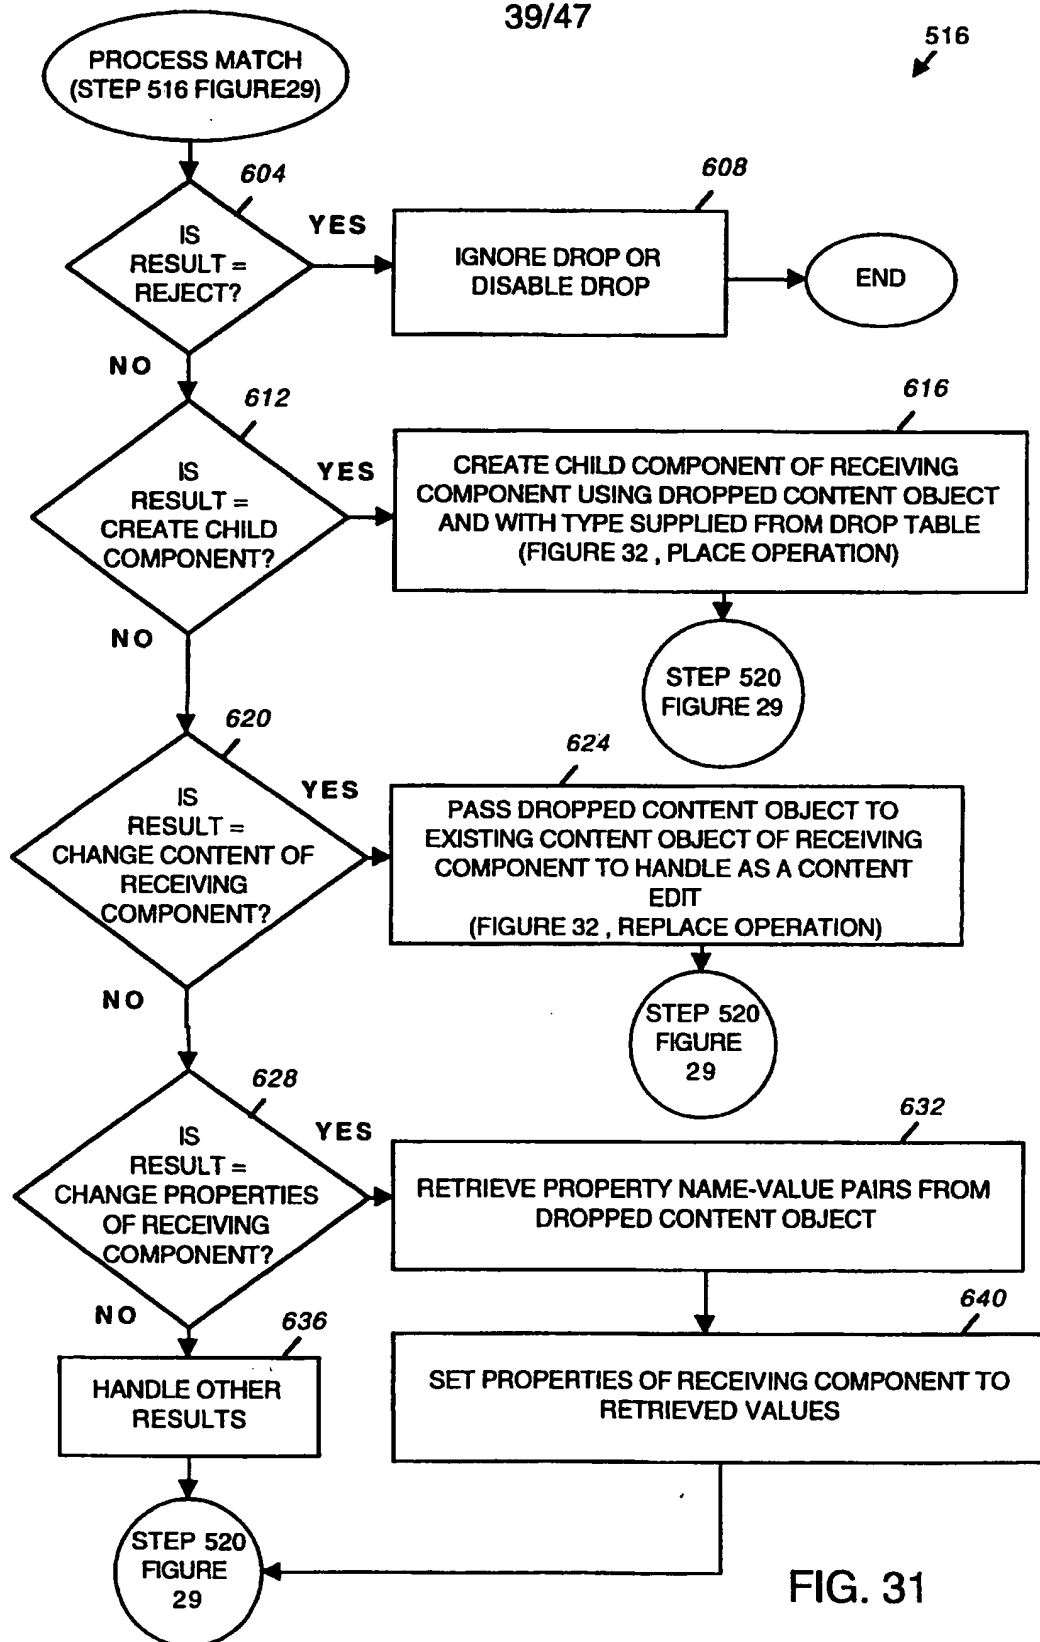 39/47
516
PROCESS MATCH
(STEP 516 FIGURE29)
604
IS
RESULT =
REJECT?
YES
608
IGNORE DROP OR
DISABLE DROP
END
NO
612
IS
RESULT =
CREATE CHILD
COMPONENT?
YES
616
CREATE CHILD COMPONENT OF RECEIVING
COMPONENT USING DROPPED CONTENT OBJECT
AND WITH TYPE SUPPLIED FROM DROP TABLE
(FIGURE 32 , PLACE OPERATION)
STEP 520
FIGURE 29
NO
620
IS
RESULT =
CHANGE CONTENT OF
RECEIVING
COMPONENT?
YES
624
PASS DROPPED CONTENT OBJECT TO
EXISTING CONTENT OBJECT OF RECEIVING
COMPONENT TO HANDLE AS A CONTENT
EDIT
(FIGURE 32 , REPLACE OPERATION)
STEP 520
FIGURE
29
NO
628
IS
RESULT =
CHANGE PROPERTIES
OF RECEIVING
COMPONENT?
YES
632
RETRIEVE PROPERTY NAME-VALUE PAIRS FROM
DROPPED CONTENT OBJECT
640
SET PROPERTIES OF RECEIVING COMPONENT TO
RETRIEVED VALUES
NO
636
HANDLE OTHER
RESULTS
STEP 520
FIGURE
29
FIG. 31